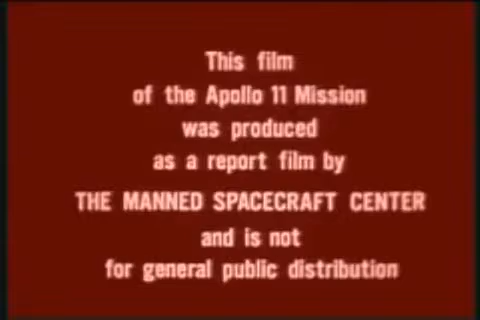 This film
of the Apollo 11 Mission
was produced
as a report film by
THE MANNED SPACECRAFT CENTER
and is not
for general public distribution